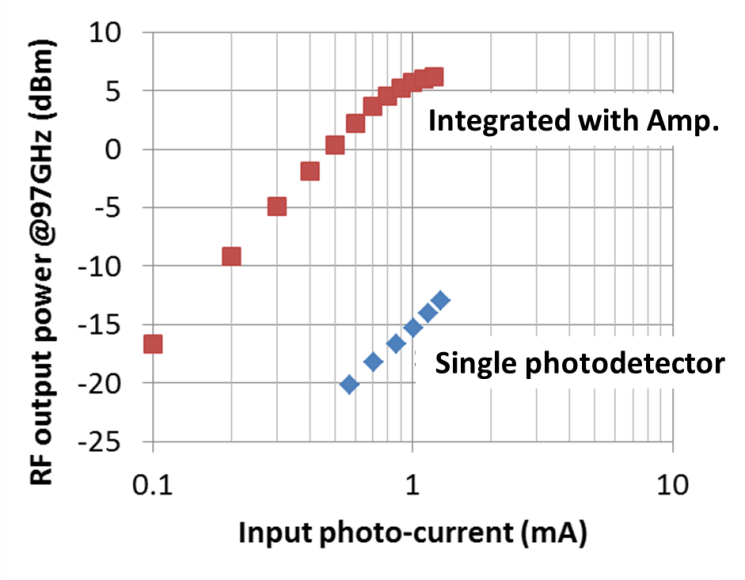 RF output power @97GHz (dBm)
10
5
0
-5
-10
-15
-20
-25
Integrated with Amp.
Single photodetector
0.1
1
10
Input photo-current (mA)